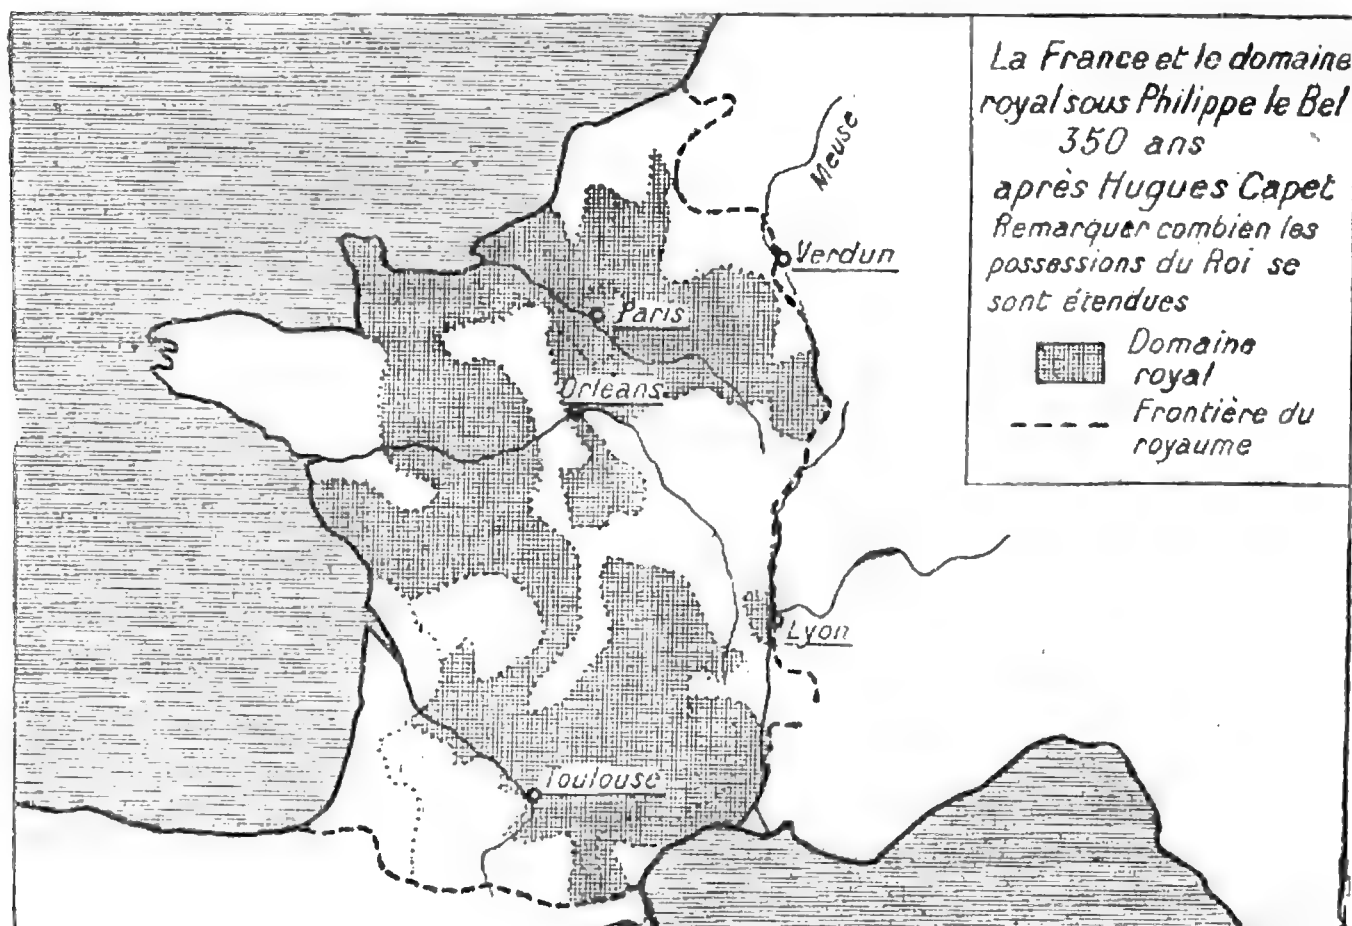 La France et le domaine
royal sous Philippe le Bel
350 ans
après Hugues Capet
Remarquer combien les
possessions du Roi se
sont étendues
Domaine
royal
Frontière du
royaume
Meuse
Verdun
Paris
Orléans
Lyon
Toulouse